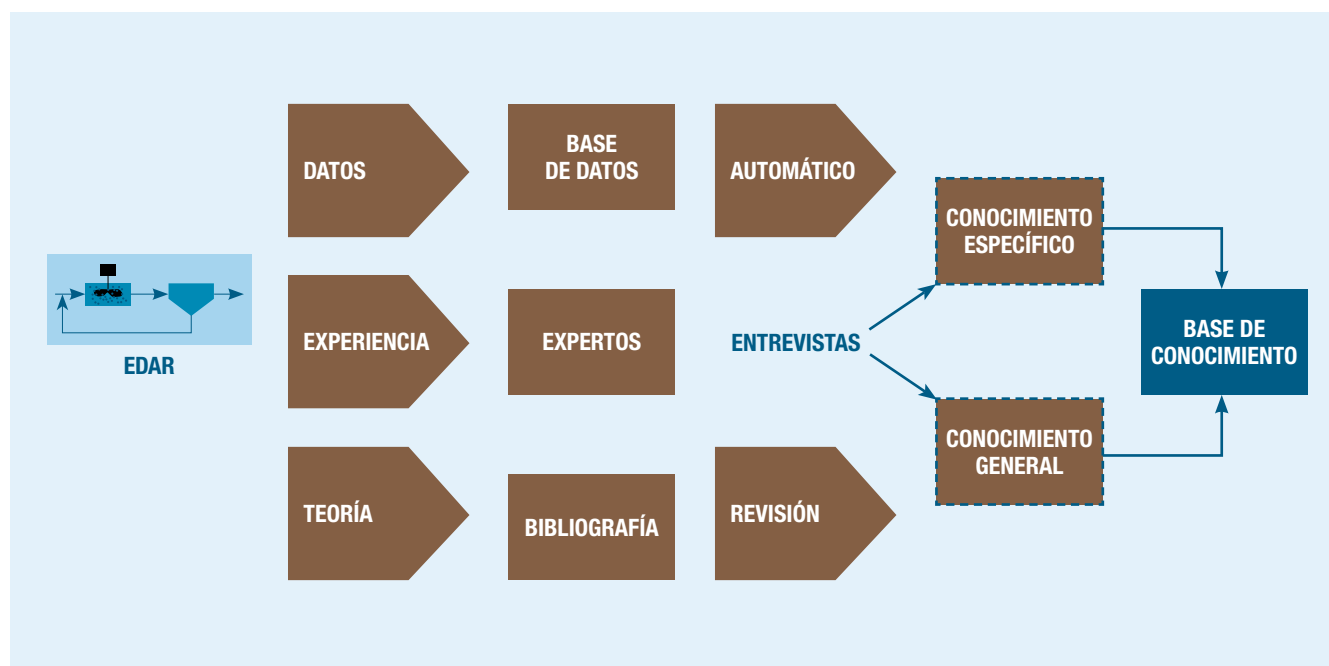 DATOS
BASE
DE DATOS
AUTOMÁTICO
CONOCIMIENTO
ESPECÍFICO
EDAR
EXPERIENCIA
EXPERTOS
ENTREVISTAS
BASE DE
CONOCIMIENTO
CONOCIMIENTO
GENERAL
TEORÍA
BIBLIOGRAFÍA
REVISIÓN